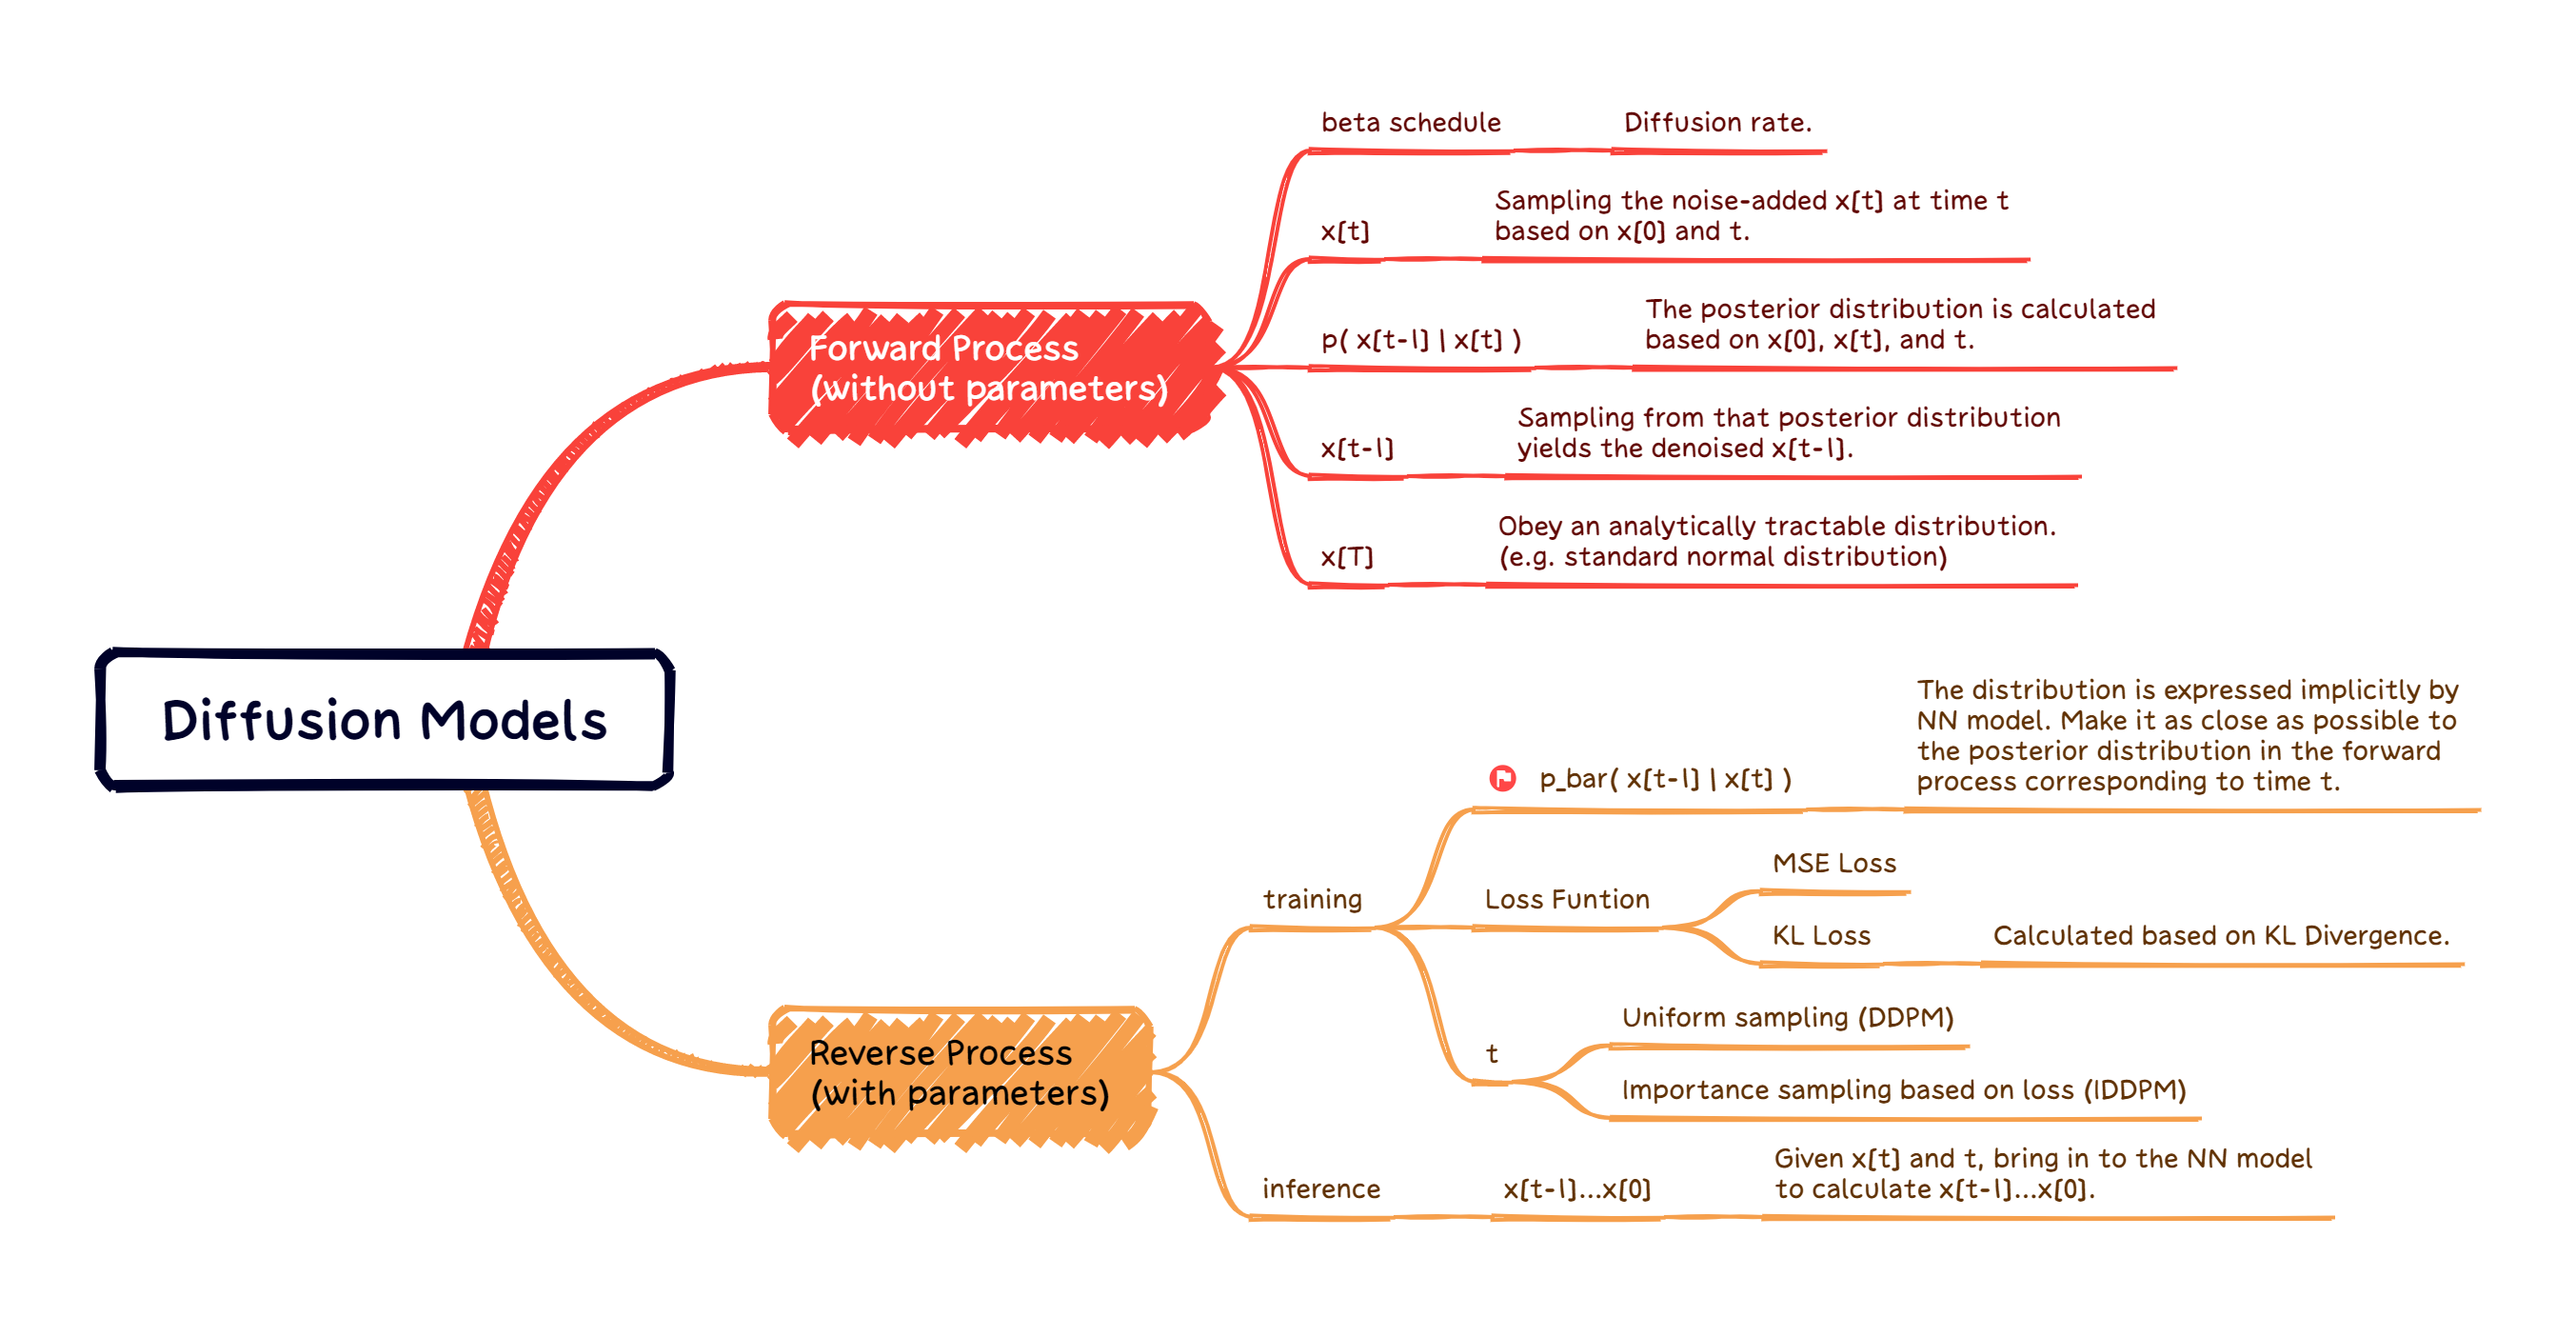 Diffusion Models
Forward Process
(without parameters)
beta schedule
Diffusion rate.
x[t]
Sampling the noise-added x[t] at time t
based on x[0] and t.
p( x[t-1] | x[t] )
The posterior distribution is calculated
based on x[0], x[t], and t.
x[t-1]
Sampling from that posterior distribution
yields the denoised x[t-1].
x[T]
Obey an analytically tractable distribution.
(e.g. standard normal distribution)
Reverse Process
(with parameters)
training
p_bar( x[t-1] | x[t] )
The distribution is expressed implicitly by
NN model. Make it as close as possible to
the posterior distribution in the forward
process corresponding to time t.
Loss Funtion
MSE Loss
KL Loss
Calculated based on KL Divergence.
t
Uniform sampling (DDPM)
Importance sampling based on loss (IDDPM)
inference
x[t-1]...x[0]
Given x[t] and t, bring in to the NN model
to calculate x[t-1]...x[0].